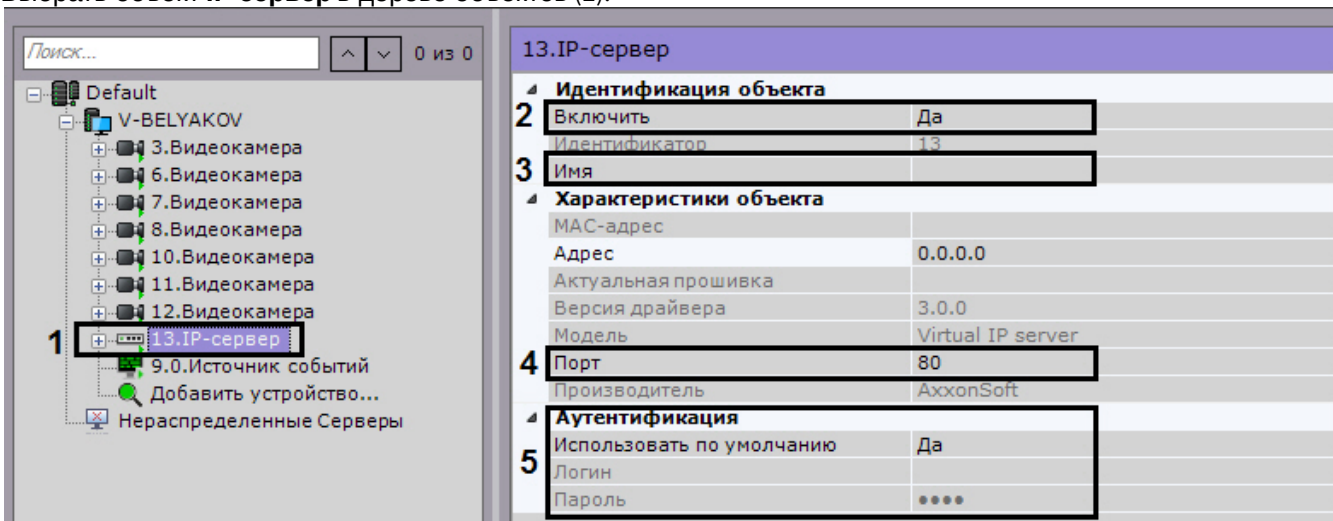 Поиск... 0 из 0
Default
V-BELYAKOV
3.Видеокамера
6.Видеокамера
7.Видеокамера
8.Видеокамера
10.Видеокамера
11.Видеокамера
12.Видеокамера
1 13.IP-сервер
9.0.Источник событий
Добавить устройство...
Нераспределенные Серверы
13.IP-сервер
Идентификация объекта
2 Включить Да
Идентификатор 13
3 Имя
Характеристики объекта
MAC-адрес
Адрес 0.0.0.0
Актуальная прошивка
Версия драйвера 3.0.0
Модель Virtual IP server
4 Порт 80
Производитель AxxonSoft
Аутентификация
Использовать по умолчанию Да
5
Логин
Пароль ••••